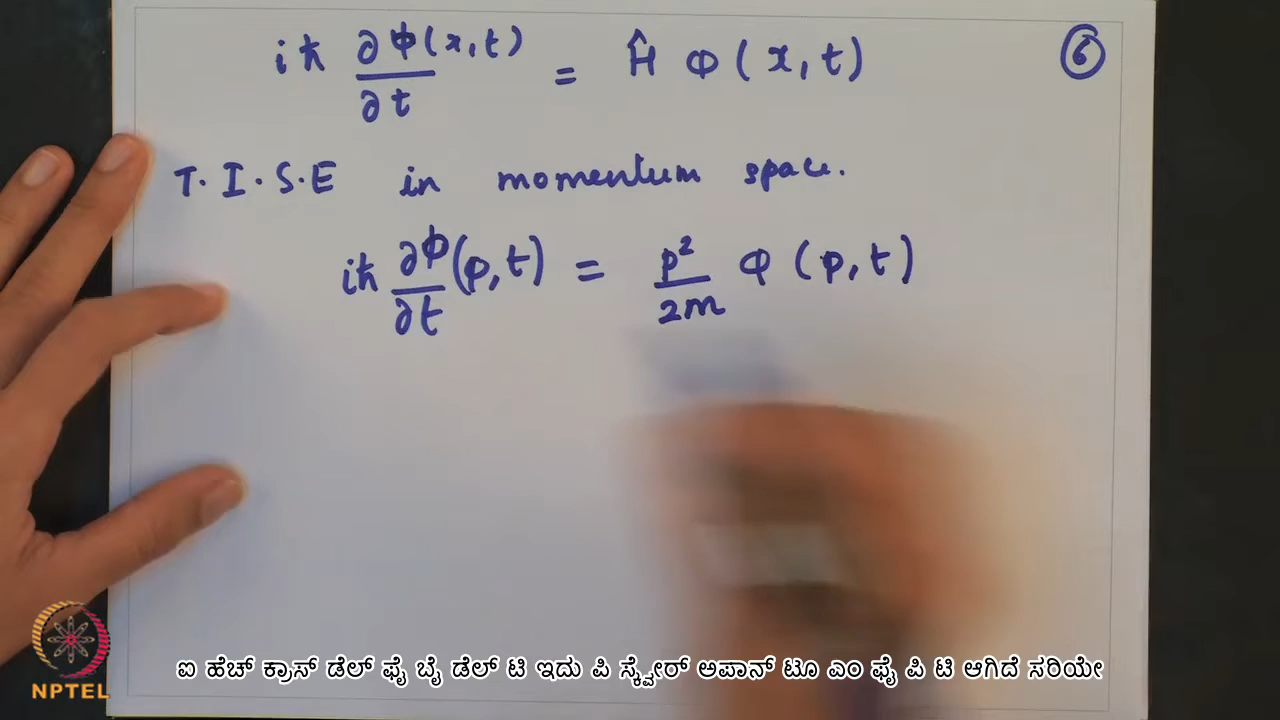 iħ ∂Φ(x,t)/∂t = Ĥ Φ(x,t)
6
T.I.S.E in momentum space.
iħ ∂Φ/∂t (p,t) = p²/2m Φ(p,t)
ಐ ಹೆಚ್ ಕ್ರಾಸ್ ಡೆಲ್ ಫೈ ಬೈ ಡೆಲ್ ಟಿ ಇದು ಪಿ ಸ್ಕ್ವೇರ್ ಅಪಾನ್ ಟೂ ಎಂ ಫೈ ಪಿ ಟಿ ಆಗಿದೆ ಸರಿಯೇ
NPTEL